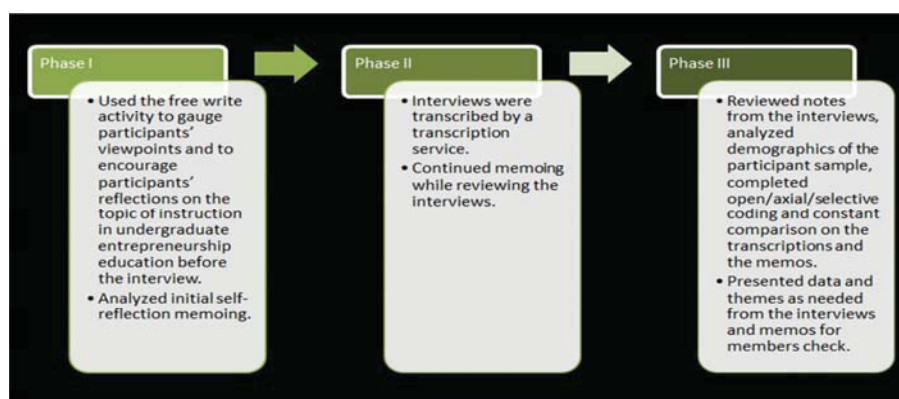 Phase I
• Used the free write
activity to gauge
participants'
viewpoints and to
encourage
participants'
reflections on the
topic of instruction
in undergraduate
entrepreneurship
education before
the interview.
• Analyzed initial self-
reflection memoing.
Phase II
• Interviews were
transcribed by a
transcription
service.
• Continued memoing
while reviewing the
interviews.
Phase III
• Reviewed notes
from the interviews,
analyzed
demographics of the
participant sample,
completed
open/axial/selective
coding and constant
comparison on the
transcriptions and
the memos.
• Presented data and
themes as needed
from the interviews
and memos for
members check.